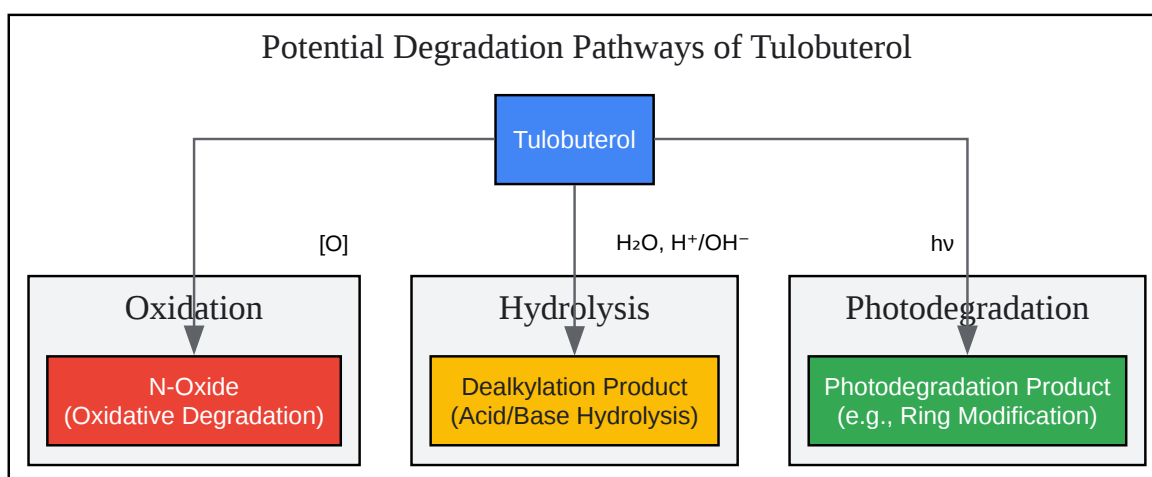 Potential Degradation Pathways of Tulobuterol
Tulobuterol
[O]
H₂O, H⁺/OH⁻
hν
Oxidation
Hydrolysis
Photodegradation
N-Oxide
(Oxidative Degradation)
Dealkylation Product
(Acid/Base Hydrolysis)
Photodegradation Product
(e.g., Ring Modification)